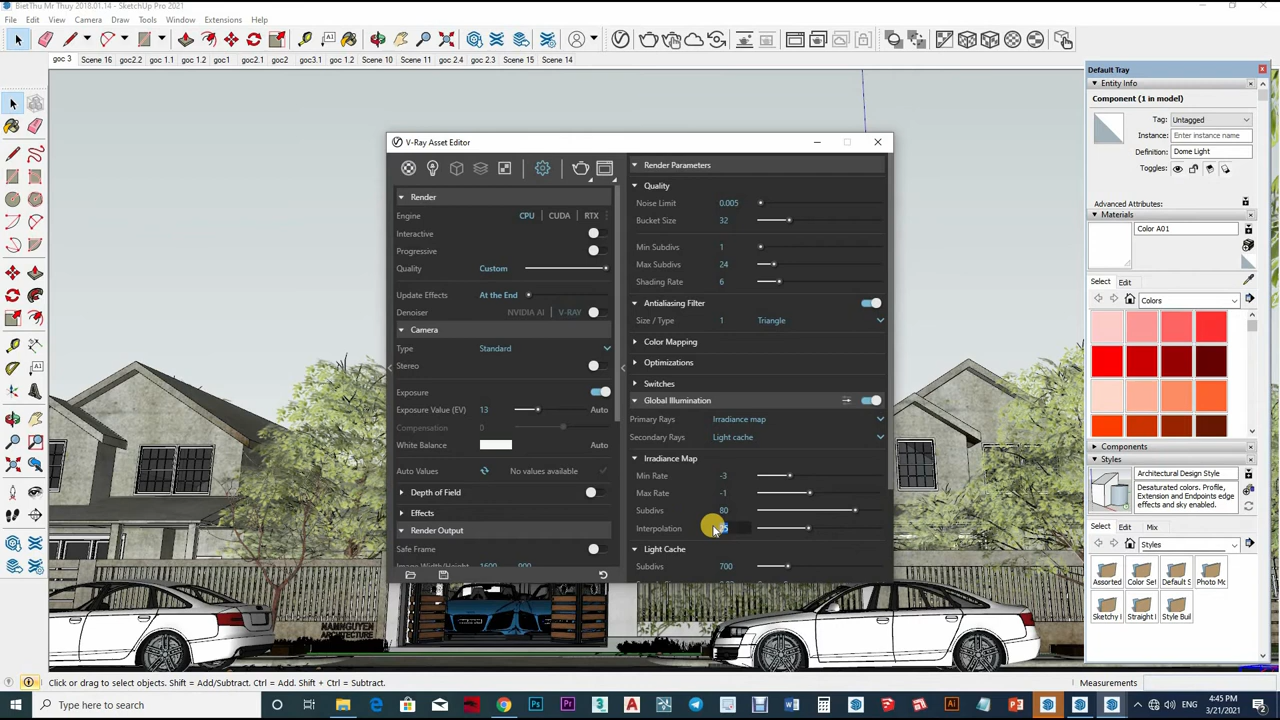 BietThu Mr Thuy 2018.01.14 - SketchUp Pro 2021
File Edit View Camera Draw Tools Window Extensions Help
goc 3 Scene 16 goc2.2 goc 1.1 goc 1.2 goc1 goc2.1 goc2 goc3.1 goc 1.2 Scene 10 goc 2.4 goc 2.3 Scene 15 Scene 14
V-Ray Asset Editor
Render
Engine CPU CUDA RTX
Interactive
Progressive
Quality Custom
Update Effects At the End
Denoiser NVIDIA AI V-RAY
Camera
Type Standard
Stereo
Exposure
Exposure Value (EV) 13 Auto
Compensation 0
White Balance Auto
Auto Values No values available
Depth of Field
Effects
Render Output
Safe Frame
Image Width/Height 1600 900
Render Parameters
Quality
Noise Limit 0.005
Bucket Size 32
Min Subdivs 1
Max Subdivs 24
Shading Rate 6
Antialiasing Filter
Size / Type 1 Triangle
Color Mapping
Optimizations
Switches
Global Illumination
Primary Rays Irradiance map
Secondary Rays Light cache
Irradiance Map
Min Rate -3
Max Rate -1
Subdivs 80
Interpolation
Light Cache
Subdivs 700
Default Tray
Entity Info
Component (1 in model)
Tag: Untagged
Instance: Enter instance name
Definition: Dome Light
Toggles:
Advanced Attributes:
Materials
Color A01
Select Edit
Colors
Components
Styles
Architectural Design Style
Desaturated colors. Profile,
Extension and Endpoints edge
effects and sky enabled.
Select Edit Mix
Styles
Assorted Color Se Default S Photo Mo
Sketchy Straight Style Buil
NAMNGUYEN
ARCHITECTURE
Click or drag to select objects. Shift = Add/Subtract. Ctrl = Add. Shift + Ctrl = Subtract.
Measurements
Type here to search
ENG
4:45 PM
3/21/2021